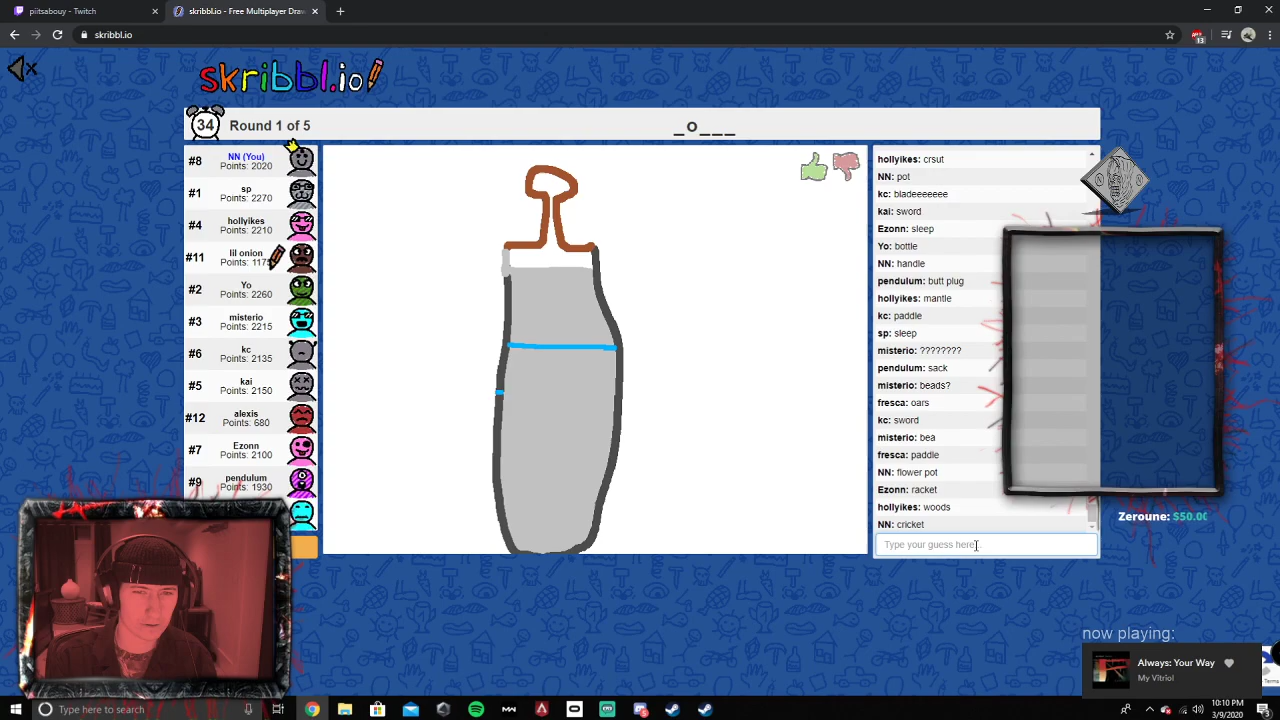 piitsabouy - Twitch
skribbl.io - Free Multiplayer Draw
skribbl.io
13
skribbl.io
34
Round 1 of 5
_o___
#8
NN (You)
Points: 2020
#1
sp
Points: 2270
#4
hollyikes
Points: 2210
#11
lil onion
#2
Yo
Points: 2260
#3
misterio
Points: 2215
#6
kc
Points: 2135
#5
kai
Points: 2150
#12
alexis
Points: 680
#7
Ezonn
Points: 2100
#9
pendulum
Points: 1930
hollyikes: crsut
NN: pot
kc: bladeeeeeee
kai: sword
Ezonn: sleep
Yo: bottle
NN: handle
pendulum: butt plug
hollyikes: mantle
kc: paddle
sp: sleep
misterio: ????????
pendulum: sack
misterio: beads?
fresca: oars
kc: sword
misterio: bea
fresca: paddle
NN: flower pot
Ezonn: racket
hollyikes: woods
NN: cricket
Type your guess here...
Zeroune: $50.00
now playing:
Always: Your Way
My Vitriol
Terms
Type here to search
10:10 PM
3/9/2020